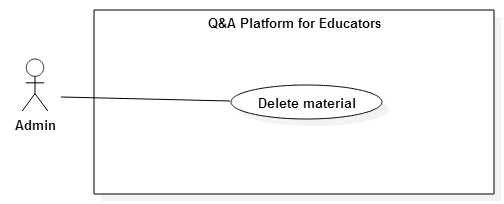 Q&A Platform for Educators
Delete material
Admin